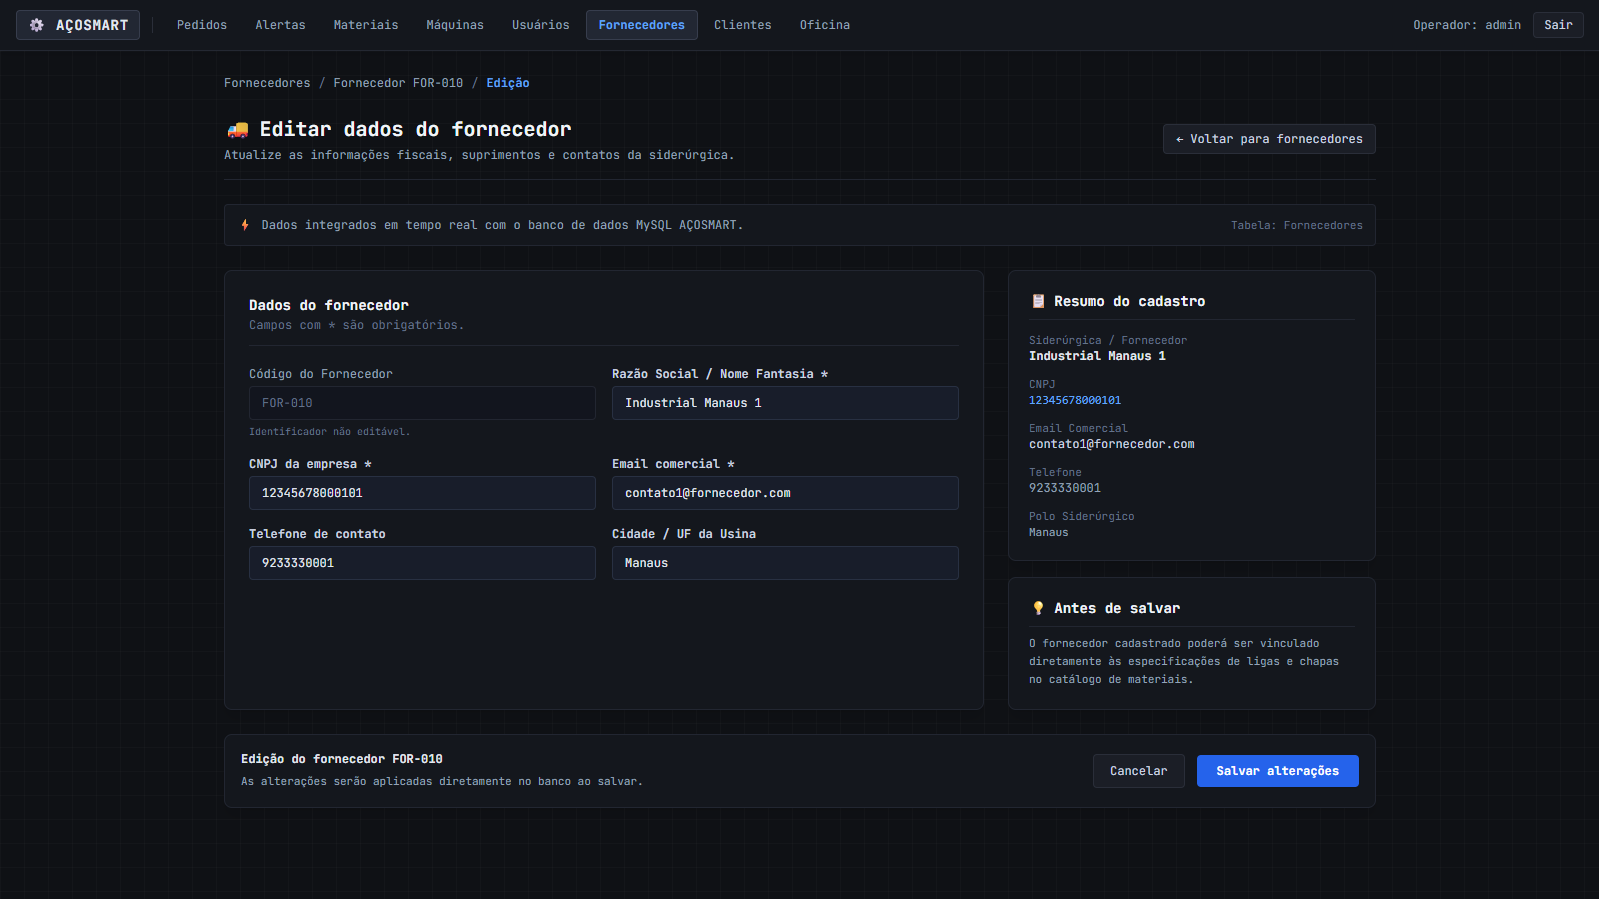 AÇOSMART
Pedidos
Alertas
Materiais
Máquinas
Usuários
Fornecedores
Clientes
Oficina
Operador: admin
Sair
Fornecedores / Fornecedor FOR-010 / Edição
Editar dados do fornecedor
Atualize as informações fiscais, suprimentos e contatos da siderúrgica.
← Voltar para fornecedores
Dados integrados em tempo real com o banco de dados MySQL AÇOSMART.
Tabela: Fornecedores
Dados do fornecedor
Campos com * são obrigatórios.
Código do Fornecedor
FOR-010
Identificador não editável.
Razão Social / Nome Fantasia *
Industrial Manaus 1
CNPJ da empresa *
12345678000101
Email comercial *
contato1@fornecedor.com
Telefone de contato
9233330001
Cidade / UF da Usina
Manaus
Resumo do cadastro
Siderúrgica / Fornecedor
Industrial Manaus 1
CNPJ
12345678000101
Email Comercial
contato1@fornecedor.com
Telefone
9233330001
Polo Siderúrgico
Manaus
Antes de salvar
O fornecedor cadastrado poderá ser vinculado
diretamente às especificações de ligas e chapas
no catálogo de materiais.
Edição do fornecedor FOR-010
As alterações serão aplicadas diretamente no banco ao salvar.
Cancelar
Salvar alterações